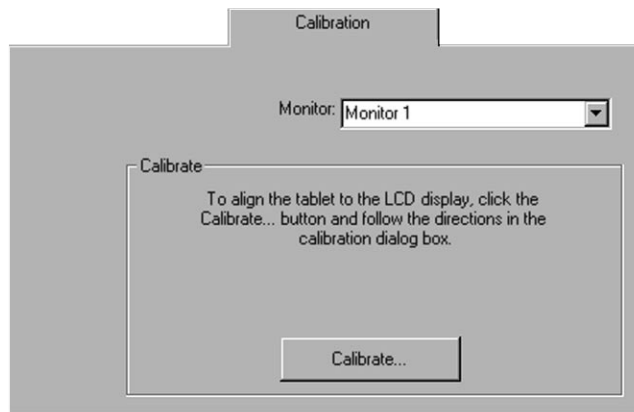 Calibration
Monitor: Monitor 1
Calibrate
To align the tablet to the LCD display, click the
Calibrate... button and follow the directions in the
calibration dialog box.
Calibrate...